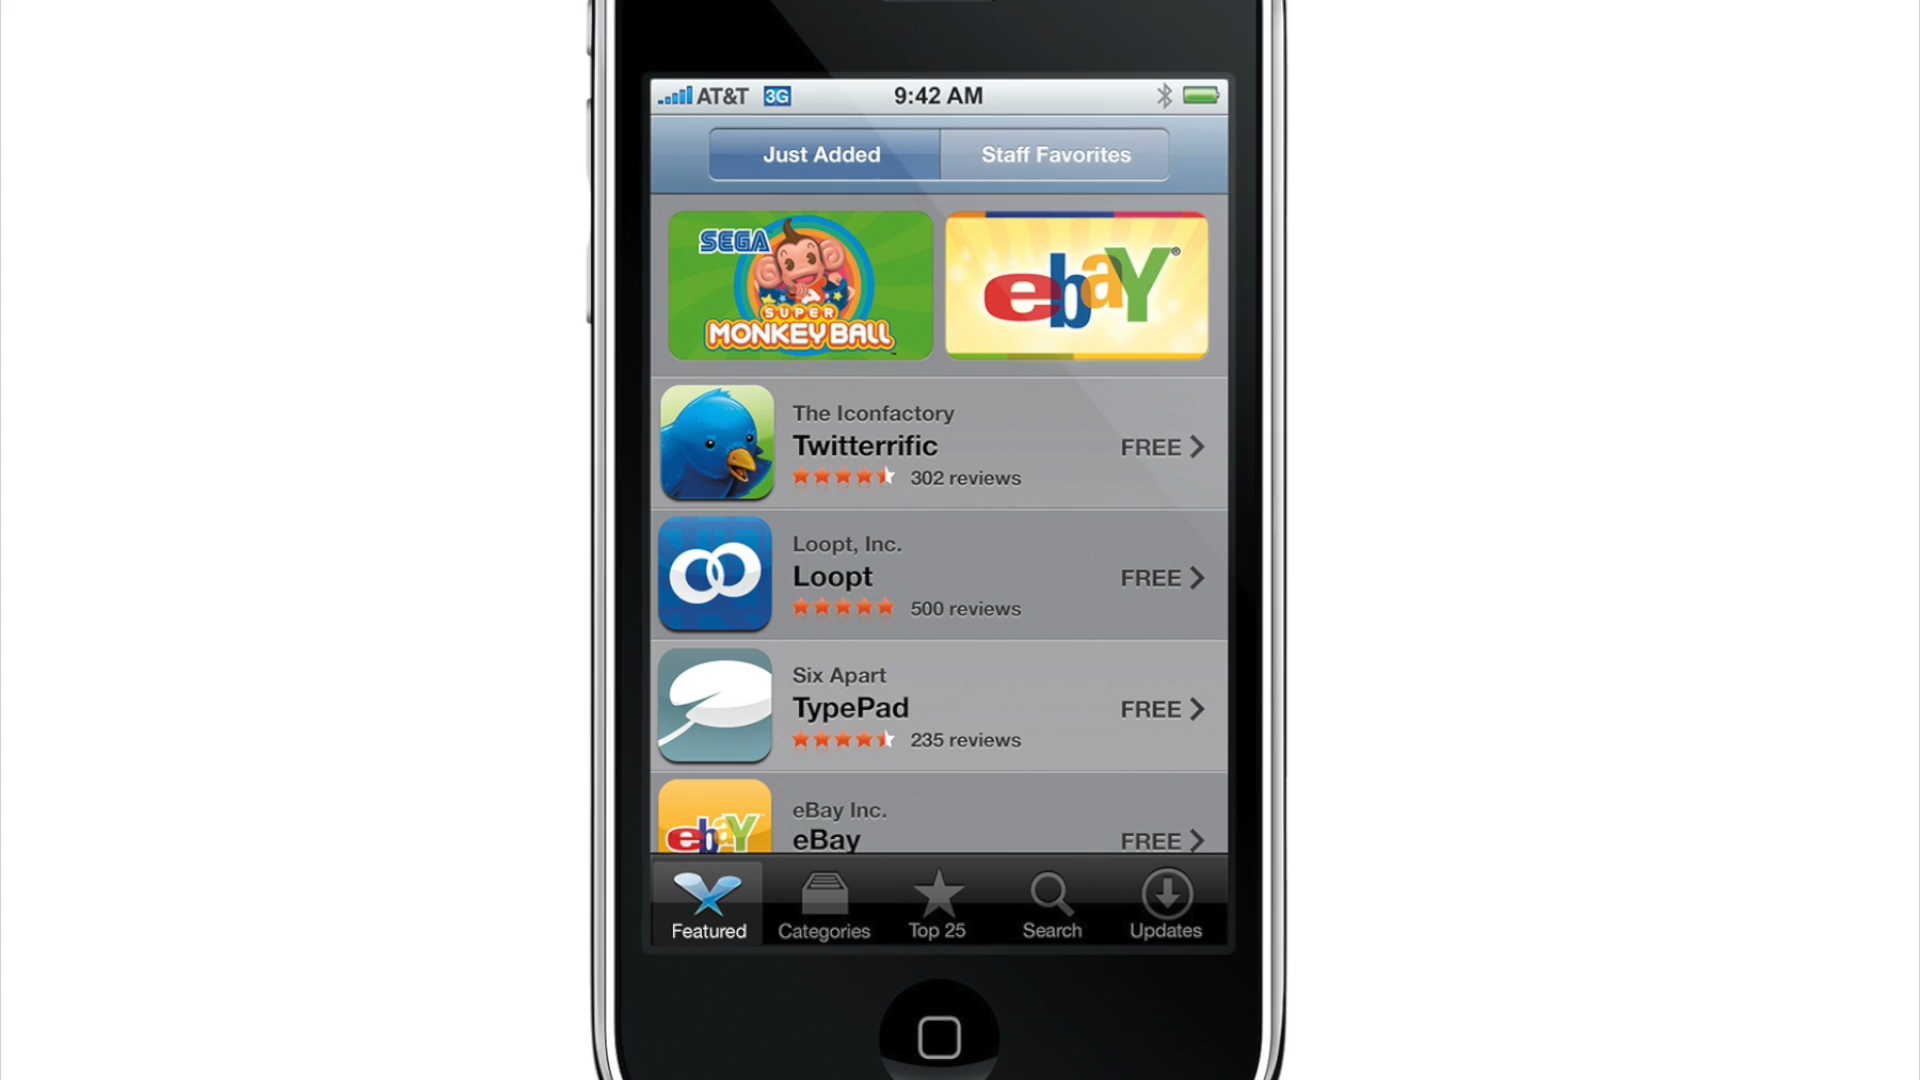 AT&T 3G 9:42 AM
Just Added Staff Favorites
SEGA
SUPER
MONKEY BALL
ebaY®
The Iconfactory
Twitterrific
FREE
302 reviews
Loopt, Inc.
Loopt
FREE
500 reviews
Six Apart
TypePad
FREE
235 reviews
ebaY
eBay Inc.
eBay
FREE
Featured Categories Top 25 Search Updates